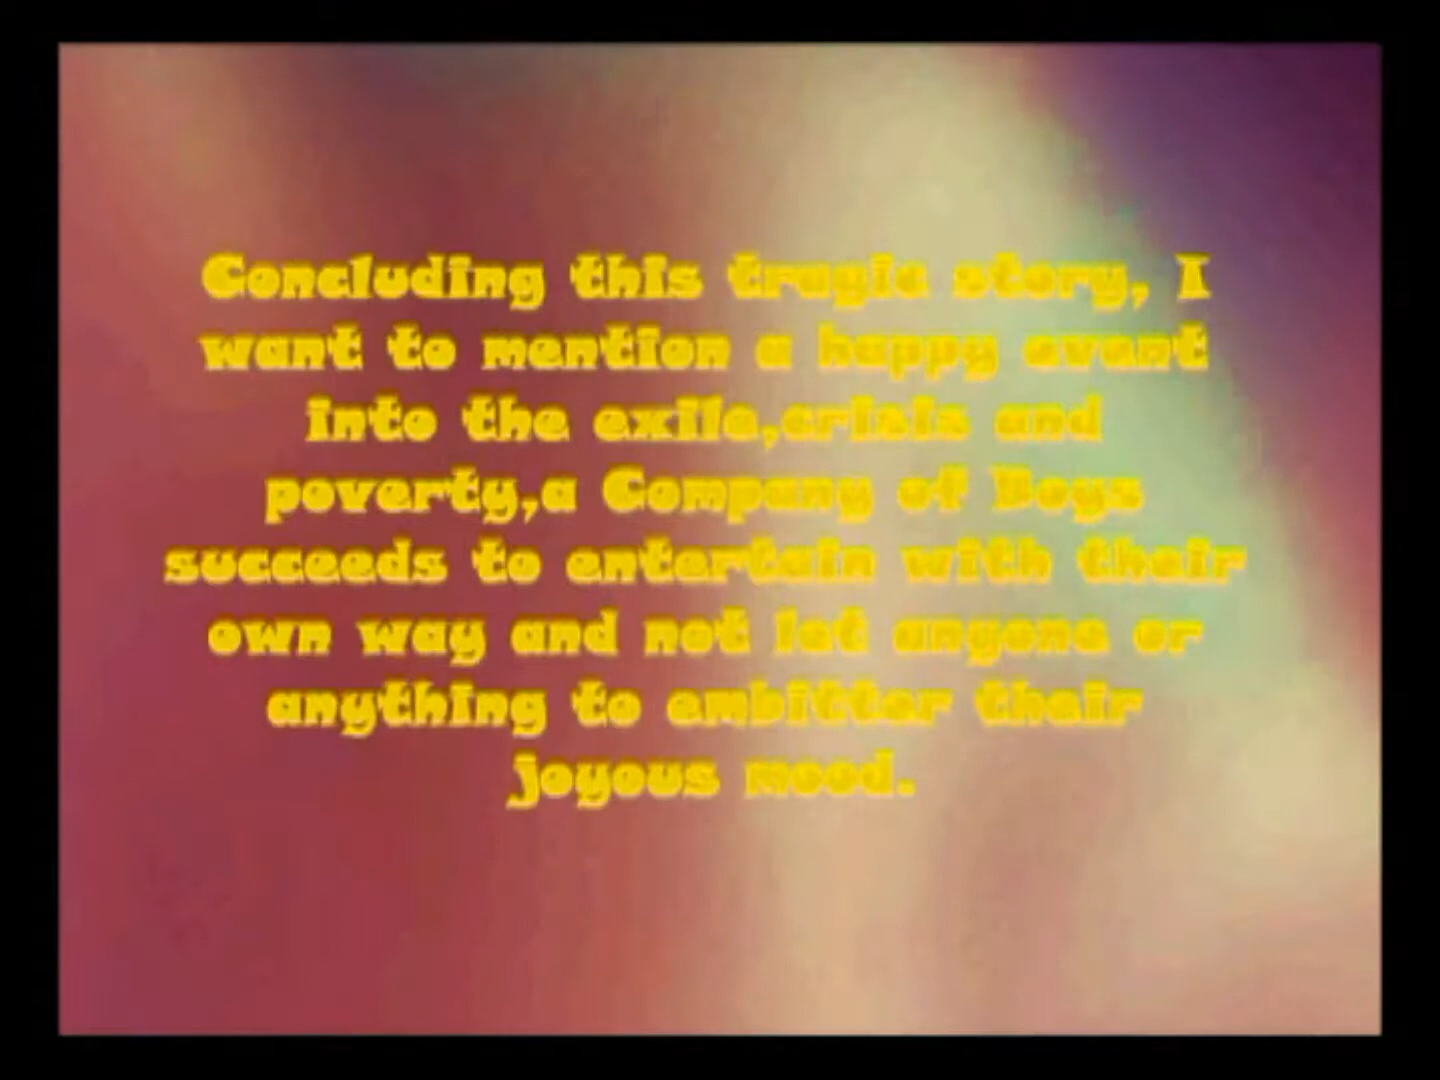 Concluding this tragic story, I
want to mention a happy event
into the exile,crisis and
poverty,a Company of Boys
succeeds to entertain with their
own way and not let anyone or
anything to embitter their
joyous mood.